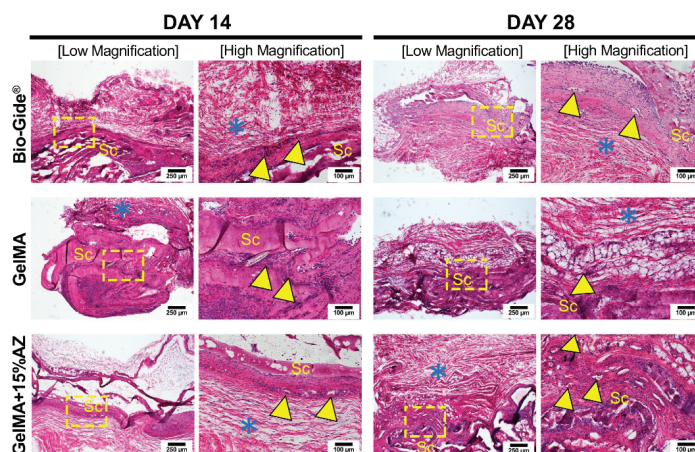 DAY 14
DAY 28
[Low Magnification]
[High Magnification]
[Low Magnification]
[High Magnification]
Bio-Gide®
Sc
250 µm
*
Sc
100 µm
Sc
250 µm
*
Sc
100 µm
GelMA
*
Sc
250 µm
Sc
100 µm
Sc
250 µm
*
Sc
100 µm
GelMA+15%AZ
Sc
250 µm
Sc
*
100 µm
*
Sc
250 µm
Sc
100 µm